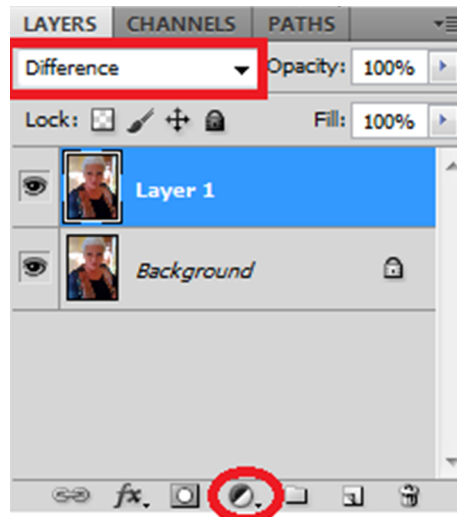 LAYERS CHANNELS PATHS
Difference Opacity: 100%
Lock: Fill: 100%
Layer 1
Background
fx.